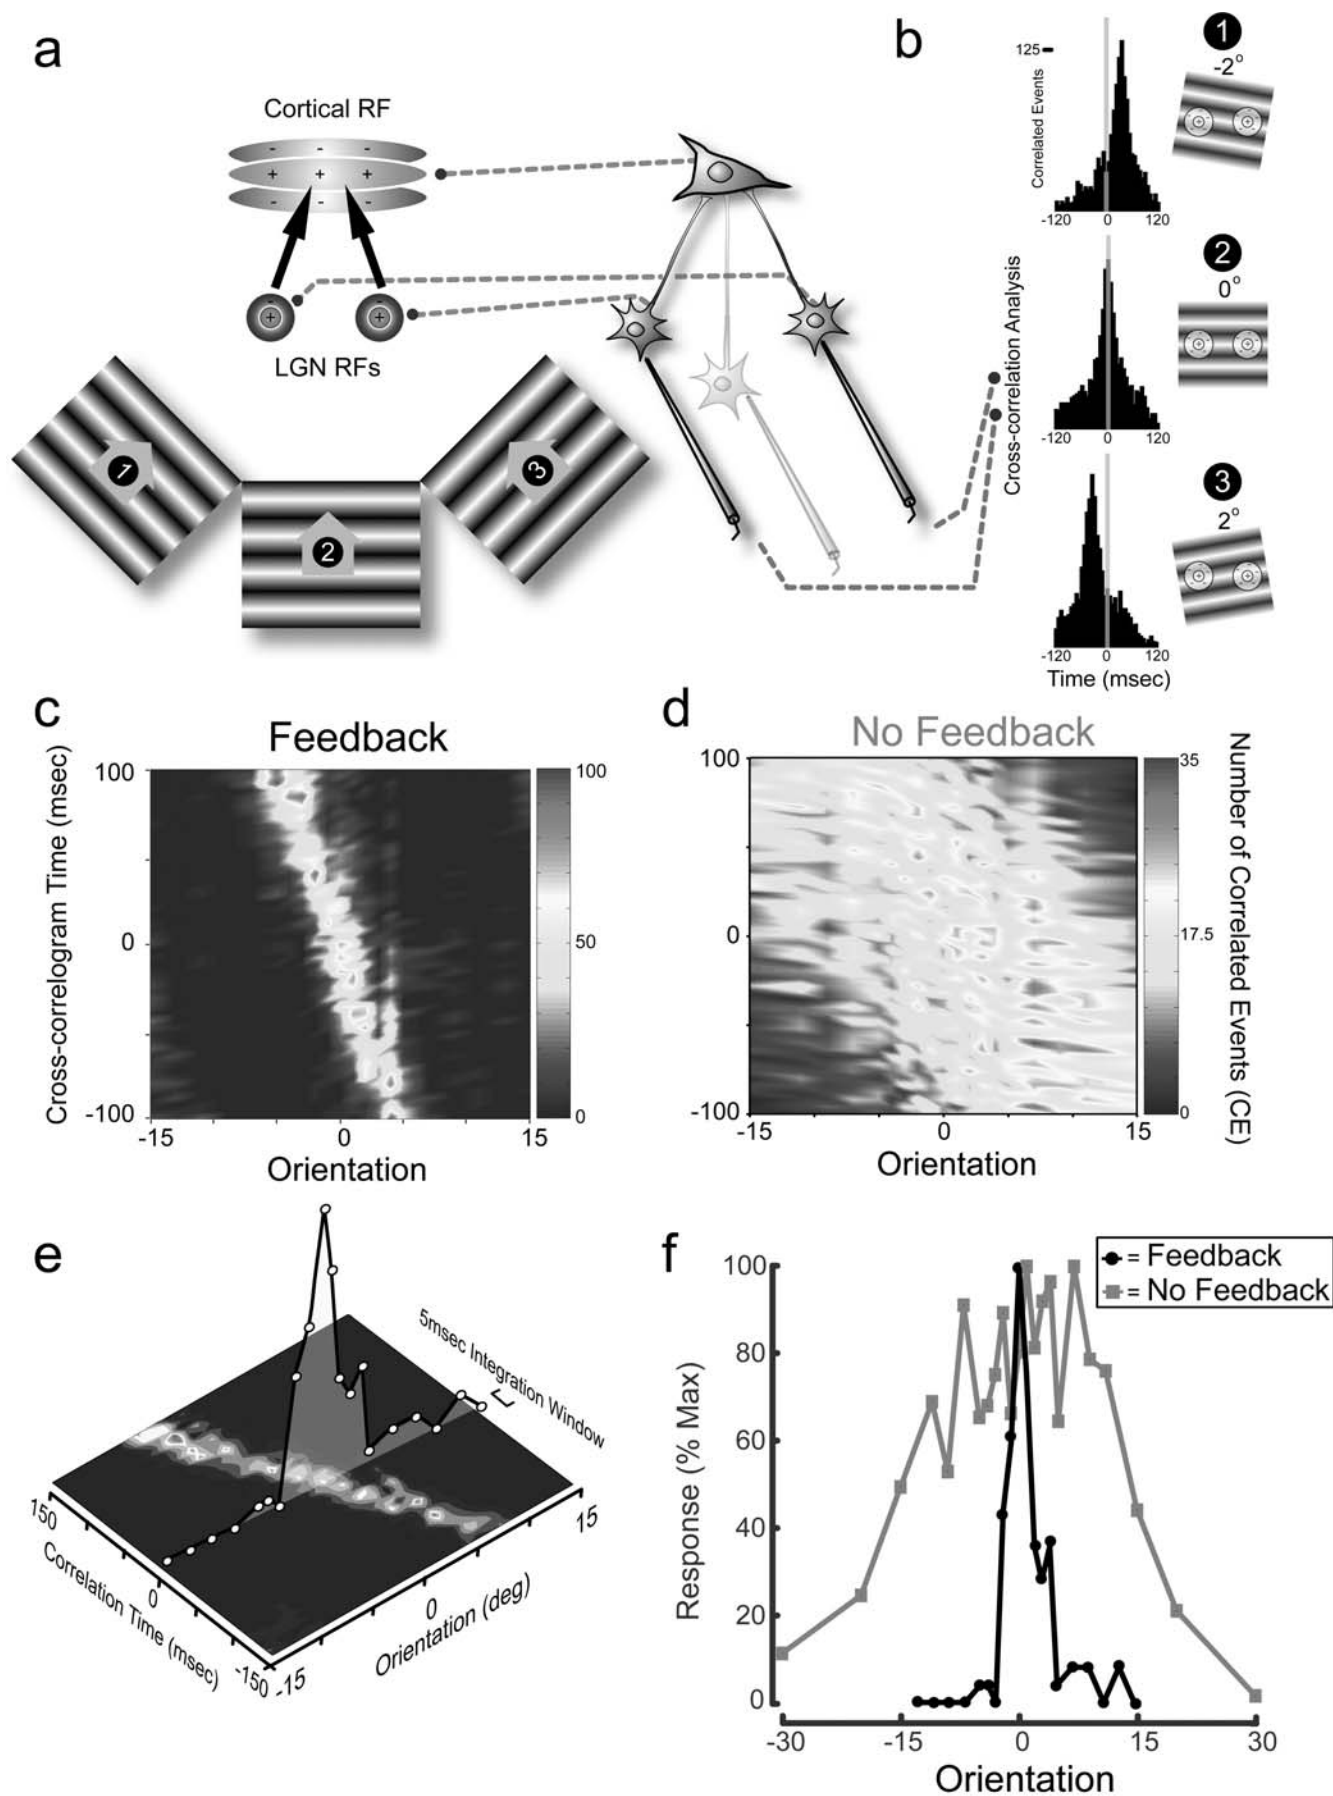 a
Cortical RF
- - -
+ + +
- - -
- -
+ +
LGN RFs
1
2
3
b
125
Correlated Events
-120 0 120
1
-2°
Cross-correlation Analysis
2
0°
-120 0 120
3
2°
-120 0 120
Time (msec)
c
Feedback
Cross-correlogram Time (msec)
100
0
-100
-15 0 15
Orientation
100
50
0
d
No Feedback
100
0
-100
-15 0 15
Orientation
35
17.5
0
Number of Correlated Events (CE)
e
5msec Integration Window
150
0
-150
Correlation Time (msec)
-15
0
15
Orientation (deg)
f
= Feedback
= No Feedback
Response (% Max)
100
80
60
40
20
0
-30 -15 0 15 30
Orientation